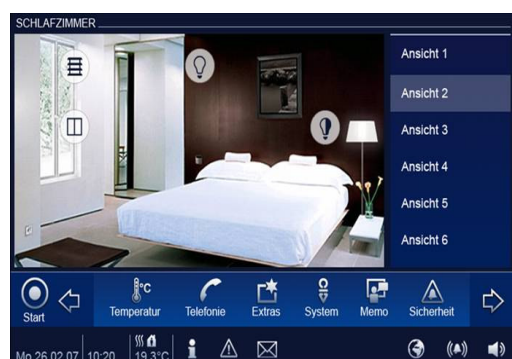 SCHLAFZIMMER
Ansicht 1
Ansicht 2
Ansicht 3
Ansicht 4
Ansicht 5
Ansicht 6
°C
Start
Temperatur
Telefonie
Extras
System
Memo
Sicherheit
Mo 26.02.07
10:20
19.3°C